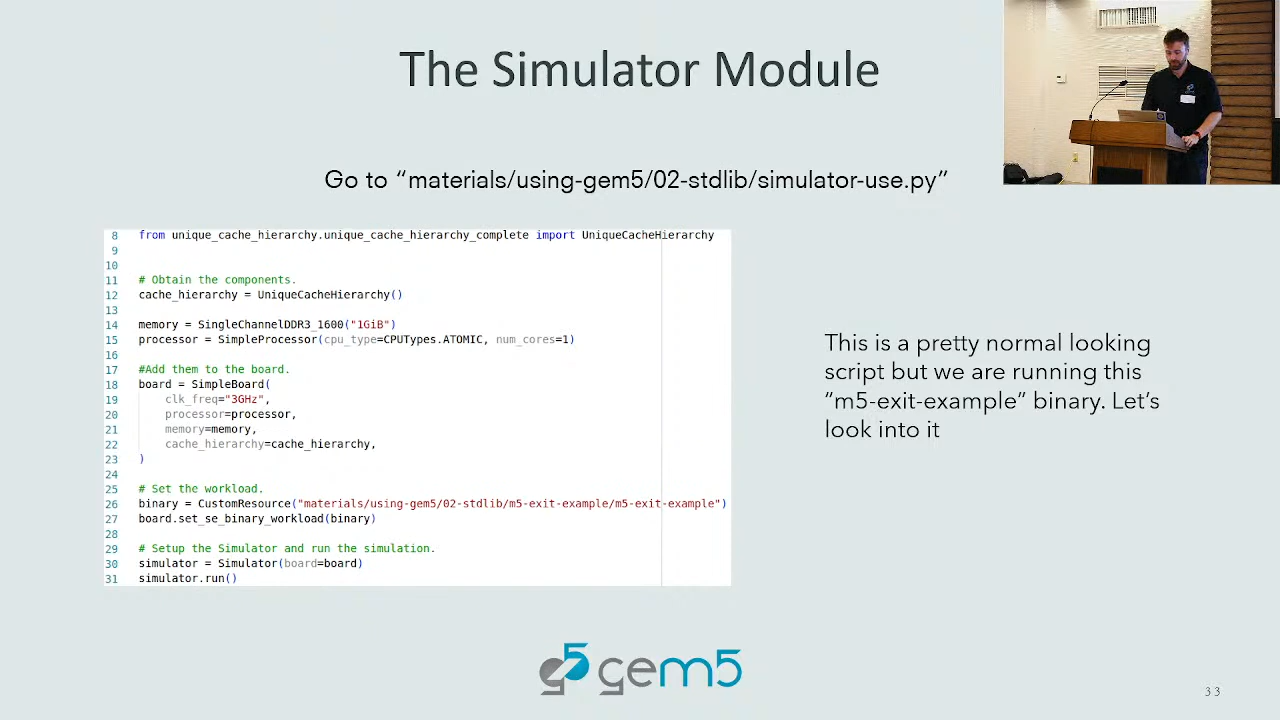 The Simulator Module
Go to “materials/using-gem5/02-stdlib/simulator-use.py”
8 from unique_cache_hierarchy.unique_cache_hierarchy_complete import UniqueCacheHierarchy
9
10
11 # Obtain the components.
12 cache_hierarchy = UniqueCacheHierarchy()
13
14 memory = SingleChannelDDR3_1600("1GiB")
15 processor = SimpleProcessor(cpu_type=CPUTypes.ATOMIC, num_cores=1)
16
17 #Add them to the board.
18 board = SimpleBoard(
19 clk_freq="3GHz",
20 processor=processor,
21 memory=memory,
22 cache_hierarchy=cache_hierarchy,
23 )
24
25 # Set the workload.
26 binary = CustomResource("materials/using-gem5/02-stdlib/m5-exit-example/m5-exit-example")
27 board.set_se_binary_workload(binary)
28
29 # Setup the Simulator and run the simulation.
30 simulator = Simulator(board=board)
31 simulator.run()
This is a pretty normal looking
script but we are running this
“m5-exit-example” binary. Let’s
look into it
g5 gem5
33